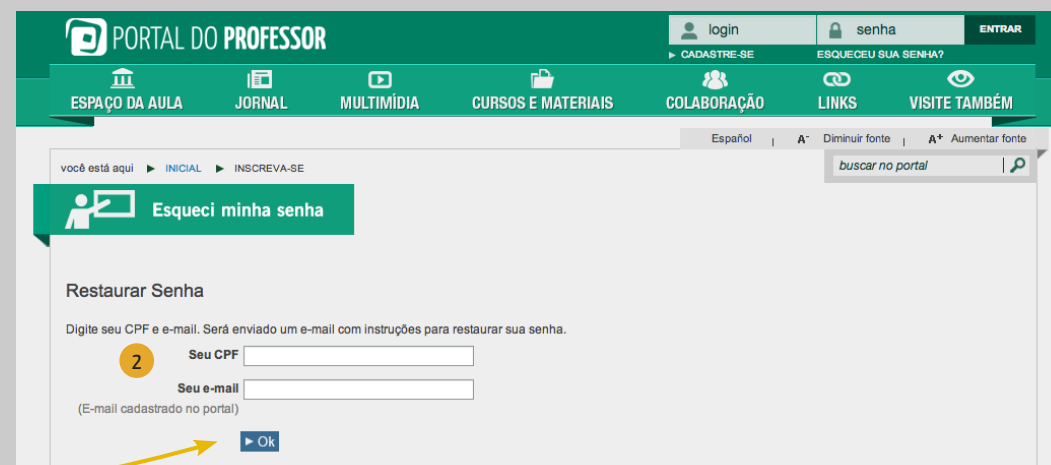 PORTAL DO PROFESSOR
login senha ENTRAR
► CADASTRE-SE ESQUECEU SUA SENHA?
ESPAÇO DA AULA JORNAL MULTIMÍDIA CURSOS E MATERIAIS COLABORAÇÃO LINKS VISITE TAMBÉM
Español | A- Diminuir fonte | A+ Aumentar fonte
você está aqui ► INICIAL ► INSCREVA-SE
buscar no portal
Esqueci minha senha
Restaurar Senha
Digite seu CPF e e-mail. Será enviado um e-mail com instruções para restaurar sua senha.
2 Seu CPF
Seu e-mail
(E-mail cadastrado no portal)
► Ok